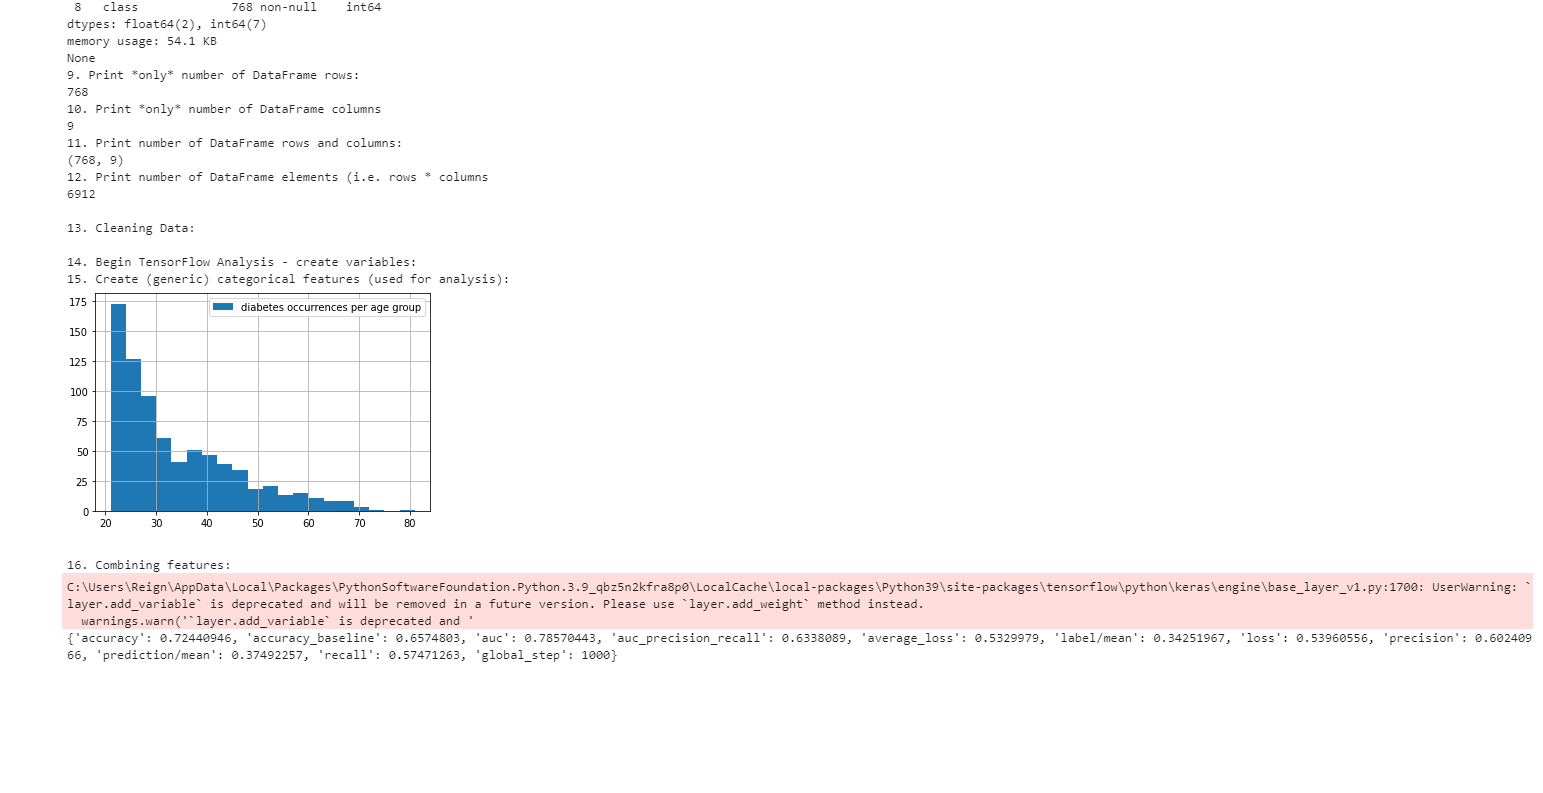 8 class 768 non-null int64
dtypes: float64(2), int64(7)
memory usage: 54.1 KB
None
9. Print *only* number of DataFrame rows:
768
10. Print *only* number of DataFrame columns
9
11. Print number of DataFrame rows and columns:
(768, 9)
12. Print number of DataFrame elements (i.e. rows * columns
6912
13. Cleaning Data:
14. Begin TensorFlow Analysis - create variables:
15. Create (generic) categorical features (used for analysis):
diabetes occurrences per age group
175
150
125
100
75
50
25
0
20 30 40 50 60 70 80
16. Combining features:
C:\Users\Reign\AppData\Local\Packages\PythonSoftwareFoundation.Python.3.9_qbz5n2kfra8p0\LocalCache\local-packages\Python39\site-packages\tensorflow\python\keras\engine\base_layer_v1.py:1700: UserWarning: `
layer.add_variable` is deprecated and will be removed in a future version. Please use `layer.add_weight` method instead.
warnings.warn('`layer.add_variable` is deprecated and '
{'accuracy': 0.72440946, 'accuracy_baseline': 0.6574803, 'auc': 0.78570443, 'auc_precision_recall': 0.6338089, 'average_loss': 0.5329979, 'label/mean': 0.34251967, 'loss': 0.53960556, 'precision': 0.602409
66, 'prediction/mean': 0.37492257, 'recall': 0.57471263, 'global_step': 1000}